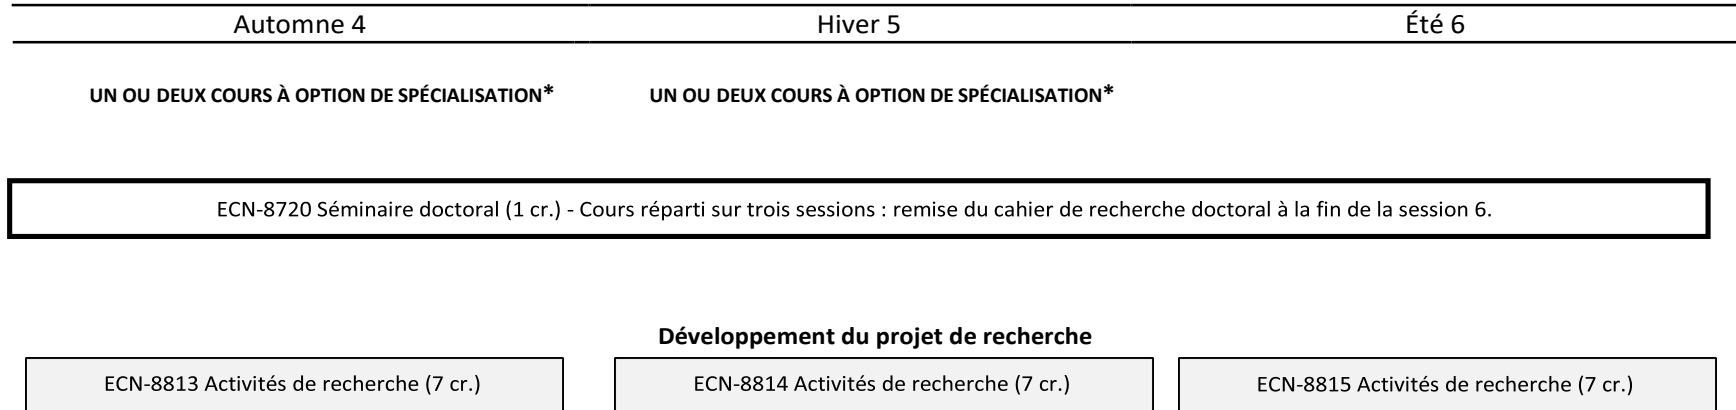 Automne 4 Hiver 5 Été 6
UN OU DEUX COURS À OPTION DE SPÉCIALISATION* UN OU DEUX COURS À OPTION DE SPÉCIALISATION*
ECN-8720 Séminaire doctoral (1 cr.) - Cours réparti sur trois sessions : remise du cahier de recherche doctoral à la fin de la session 6.
Développement du projet de recherche
ECN-8813 Activités de recherche (7 cr.) ECN-8814 Activités de recherche (7 cr.) ECN-8815 Activités de recherche (7 cr.)